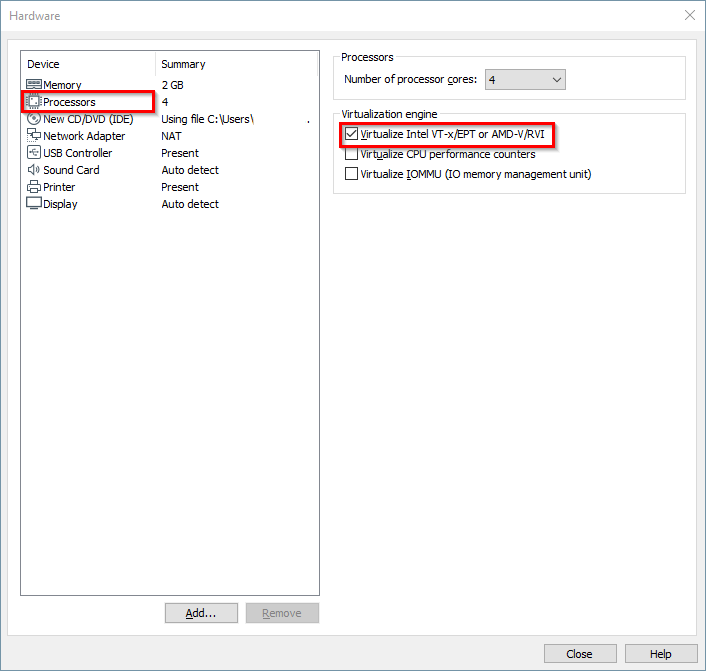 Hardware
Device Summary
Memory 2 GB
Processors 4
New CD/DVD (IDE) Using file C:\Users\ .
Network Adapter NAT
USB Controller Present
Sound Card Auto detect
Printer Present
Display Auto detect
Add... Remove
Processors
Number of processor cores: 4
Virtualization engine
Virtualize Intel VT-x/EPT or AMD-V/RVI
Virtualize CPU performance counters
Virtualize IOMMU (IO memory management unit)
Close Help